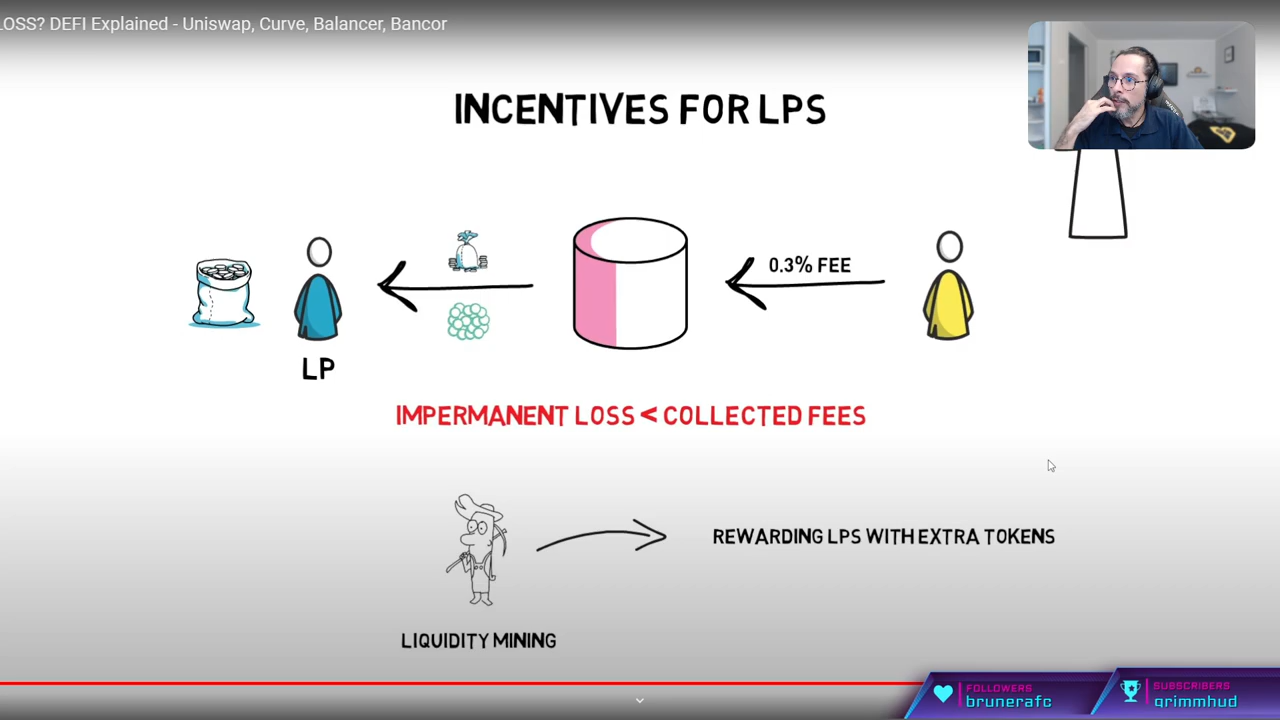 LOSS? DEFI Explained - Uniswap, Curve, Balancer, Bancor
INCENTIVES FOR LPS
0.3% FEE
LP
IMPERMANENT LOSS < COLLECTED FEES
REWARDING LPS WITH EXTRA TOKENS
LIQUIDITY MINING
FOLLOWERS
brunerafc
SUBSCRIBERS
grimmhud